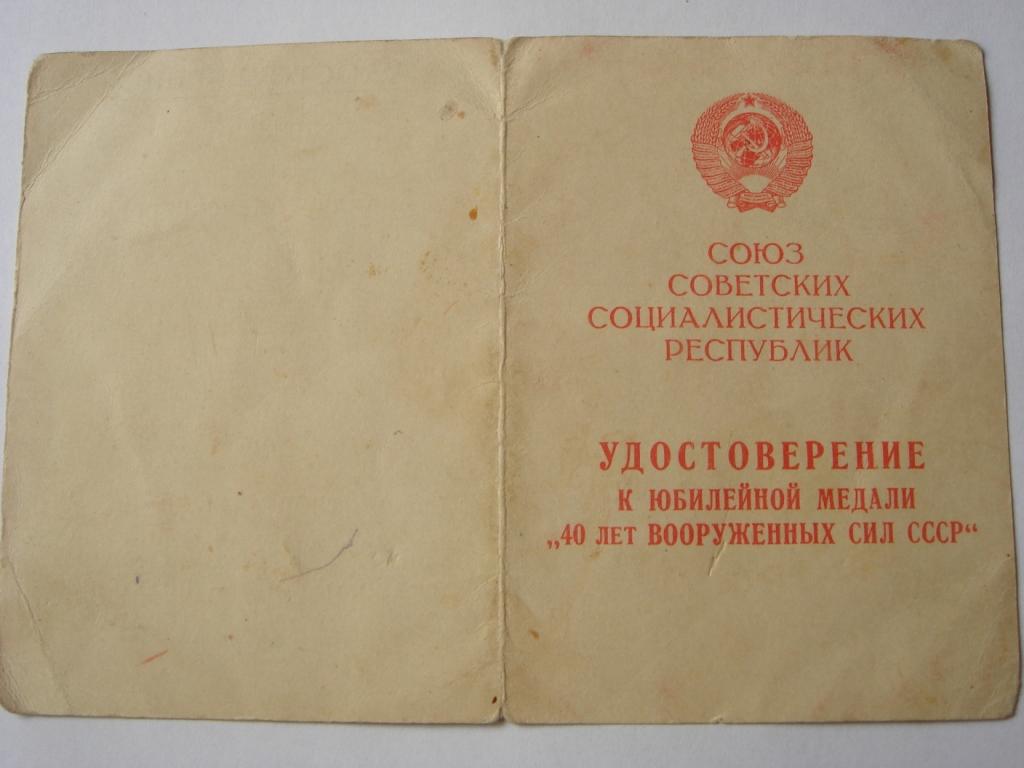 СОЮЗ
СОВЕТСКИХ
СОЦИАЛИСТИЧЕСКИХ
РЕСПУБЛИК
УДОСТОВЕРЕНИЕ
К ЮБИЛЕЙНОЙ МЕДАЛИ
„40 ЛЕТ ВООРУЖЕННЫХ СИЛ СССР“